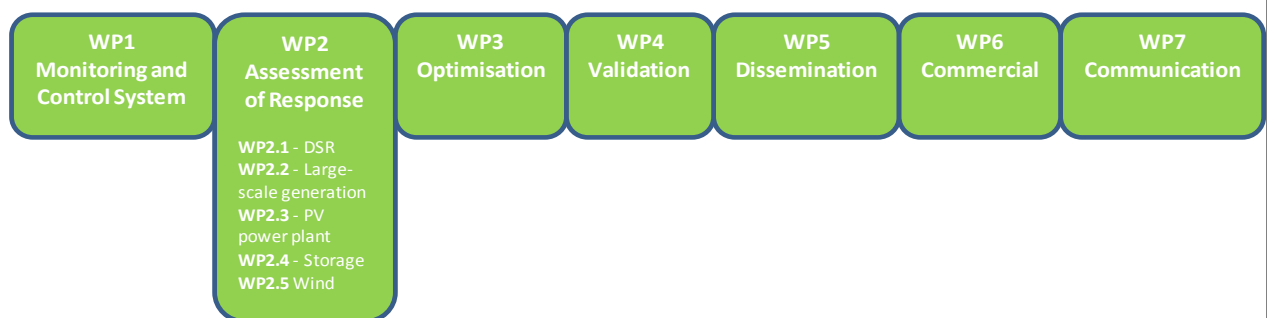 WP1
Monitoring and
Control System
WP2
Assessment
of Response
WP2.1 - DSR
WP2.2 - Large-
scale generation
WP2.3 - PV
power plant
WP2.4 - Storage
WP2.5 Wind
WP3
Optimisation
WP4
Validation
WP5
Dissemination
WP6
Commercial
WP7
Communication